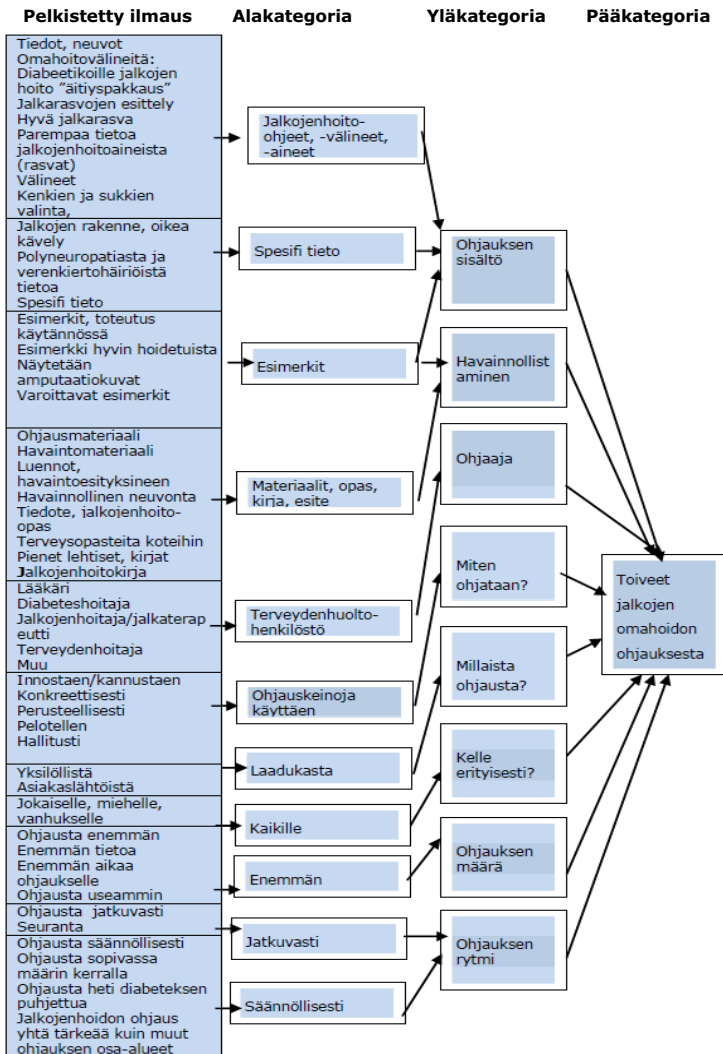 Pelkistetty ilmaus
Alakategoria
Yläkategoria
Pääkategoria
Tiedot, neuvot
Omahoitovälineitä:
Diabeetikoille jalkojen
hoito "äitiyspakkaus"
Jalkarasvojen esittely
Hyvä jalkarasva
Parempaa tietoa
jalkojenhoitoaineista
(rasvat)
Välineet
Kenkien ja sukkien
valinta,
Jalkojen rakenne, oikea
kävely
Polyneuropatiasta ja
verenkiertohäiriöistä
tietoa
Spesifi tieto
Esimerkit, toteutus
käytännössä
Esimerkki hyvin hoidetuista
Näytetään
amputaatiokuvat
Varoittavat esimerkit
Ohjausmateriaali
Havaintomateriaali
Luennot,
havaintoesityksineen
Havainnollinen neuvonta
Tiedote, jalkojenhoito-
opas
Terveysopasteita koteihin
Pienet lehtiset, kirjat
Jalkojenhoitokirja
Lääkäri
Diabeteshoitaja
Jalkojenhoitaja/jalkaterap
eutti
Terveydenhoitaja
Muu
Innostaen/kannustaen
Konkreettisesti
Perusteellisesti
Pelotellen
Hallitusti
Yksilöllistä
Asiakaslähtöistä
Jokaiselle, miehelle,
vanhukselle
Ohjausta enemmän
Enemmän tietoa
Enemmän aikaa
ohjaukselle
Ohjausta useammin
Ohjausta jatkuvasti
Seuranta
Ohjausta säännöllisesti
Ohjausta sopivassa
määrin kerralla
Ohjausta heti diabeteksen
puhjettua
Jalkojenhoidon ohjaus
yhtä tärkeää kuin muut
ohjauksen osa-alueet
Jalkojenhoito-
ohjeet, -välineet,
-aineet
Spesifi tieto
Esimerkit
Materiaalit, opas,
kirja, esite
Terveydenhuolto-
henkilöstö
Ohjauskeinoja
käyttäen
Laadukasta
Kaikille
Enemmän
Jatkuvasti
Säännöllisesti
Ohjauksen
sisältö
Havainnollist
aminen
Ohjaaja
Miten
ohjataan?
Millaista
ohjausta?
Kelle
erityisesti?
Ohjauksen
määrä
Ohjauksen
rytmi
Toiveet
jalkojen
omahoidon
ohjauksesta